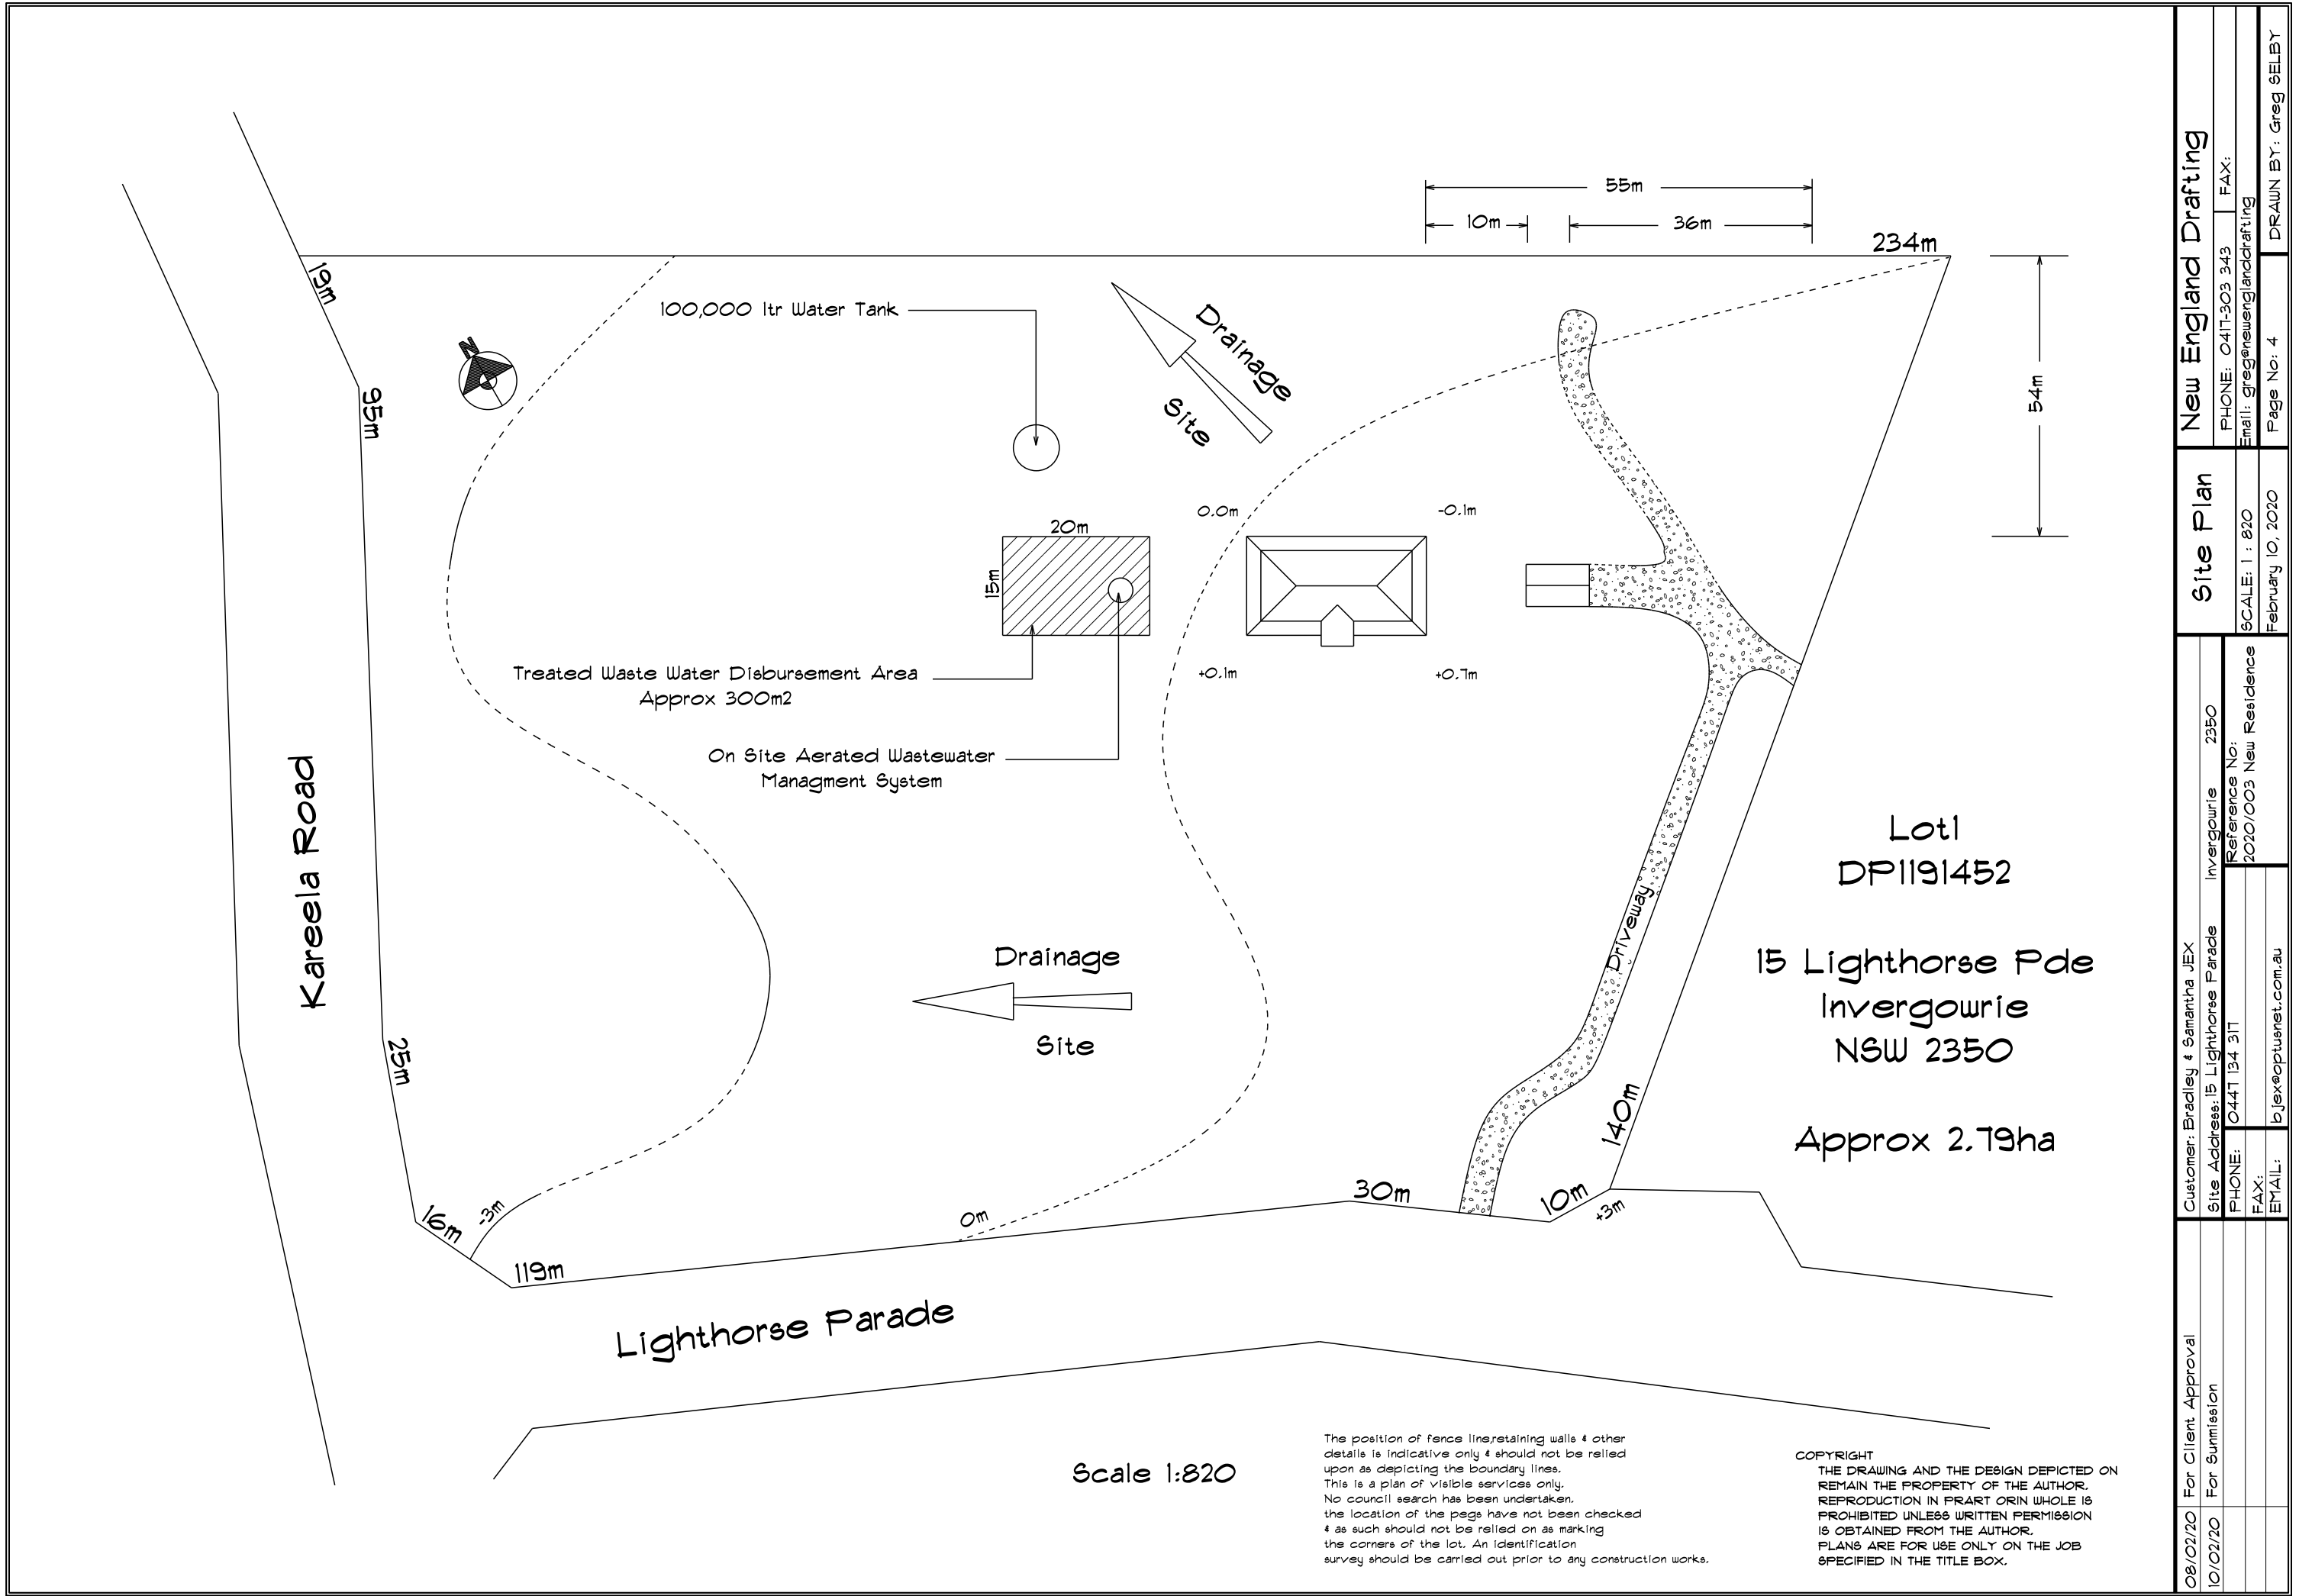 55m
10m
36m
234m
19m
100,000 ltr Water Tank
Drainage
Site
N
95m
54m
0.0m
-0.1m
20m
15m
Treated Waste Water Disbursement Area
Approx 300m2
+0.1m
+0.7m
On Site Aerated Wastewater
Managment System
Kareela Road
Drainage
Site
Driveway
25m
140m
16m
-3m
0m
30m
10m
+3m
119m
Lighthorse Parade
Lot1
DP1191452
15 Lighthorse Pde
Invergowrie
NSW 2350
Approx 2.79ha
Scale 1:820
The position of fence line,retaining walls & other
details is indicative only & should not be relied
upon as depicting the boundary lines.
This is a plan of visible services only.
No council search has been undertaken.
the location of the pegs have not been checked
& as such should not be relied on as marking
the corners of the lot. An identification
survey should be carried out prior to any construction works.
COPYRIGHT
THE DRAWING AND THE DESIGN DEPICTED ON
REMAIN THE PROPERTY OF THE AUTHOR.
REPRODUCTION IN PRART ORIN WHOLE IS
PROHIBITED UNLESS WRITTEN PERMISSION
IS OBTAINED FROM THE AUTHOR.
PLANS ARE FOR USE ONLY ON THE JOB
SPECIFIED IN THE TITLE BOX.
08/02/20 For Client Approval
10/02/20 For Sunmission
Customer: Bradley & Samantha JEX
Site Address: 15 Lighthorse Parade Invergowrie 2350
PHONE: 0447 134 317
FAX:
EMAIL: bjex@optusnet.com.au
Reference No:
2020/003 New Residence
Site Plan
SCALE: 1 : 820
February 10, 2020
New England Drafting
PHONE: 0417-303 343 FAX:
Email: greg@newenglanddrafting
Page No: 4 DRAWN BY: Greg SELBY